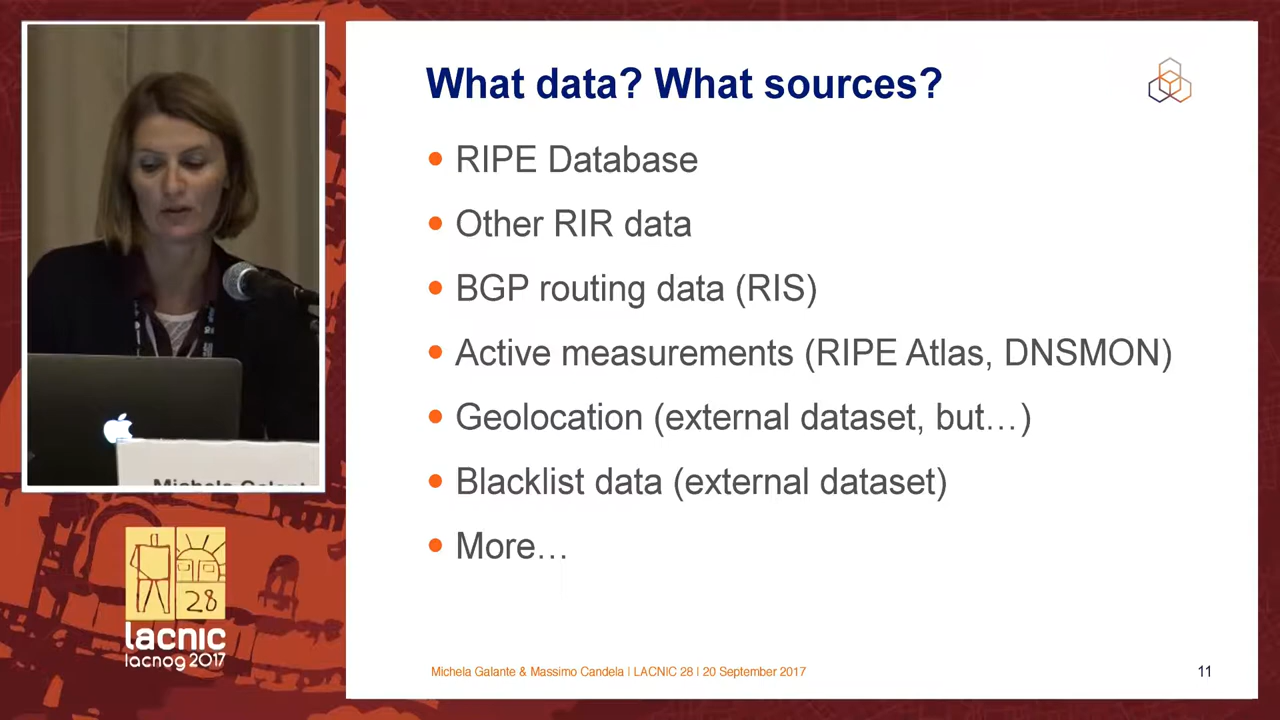 What data? What sources?
• RIPE Database
• Other RIR data
• BGP routing data (RIS)
• Active measurements (RIPE Atlas, DNSMON)
• Geolocation (external dataset, but…)
• Blacklist data (external dataset)
• More…
Michela Galante & Massimo Candela | LACNIC 28 | 20 September 2017
11
Michela Galant
28
lacnic
lacnog 2017